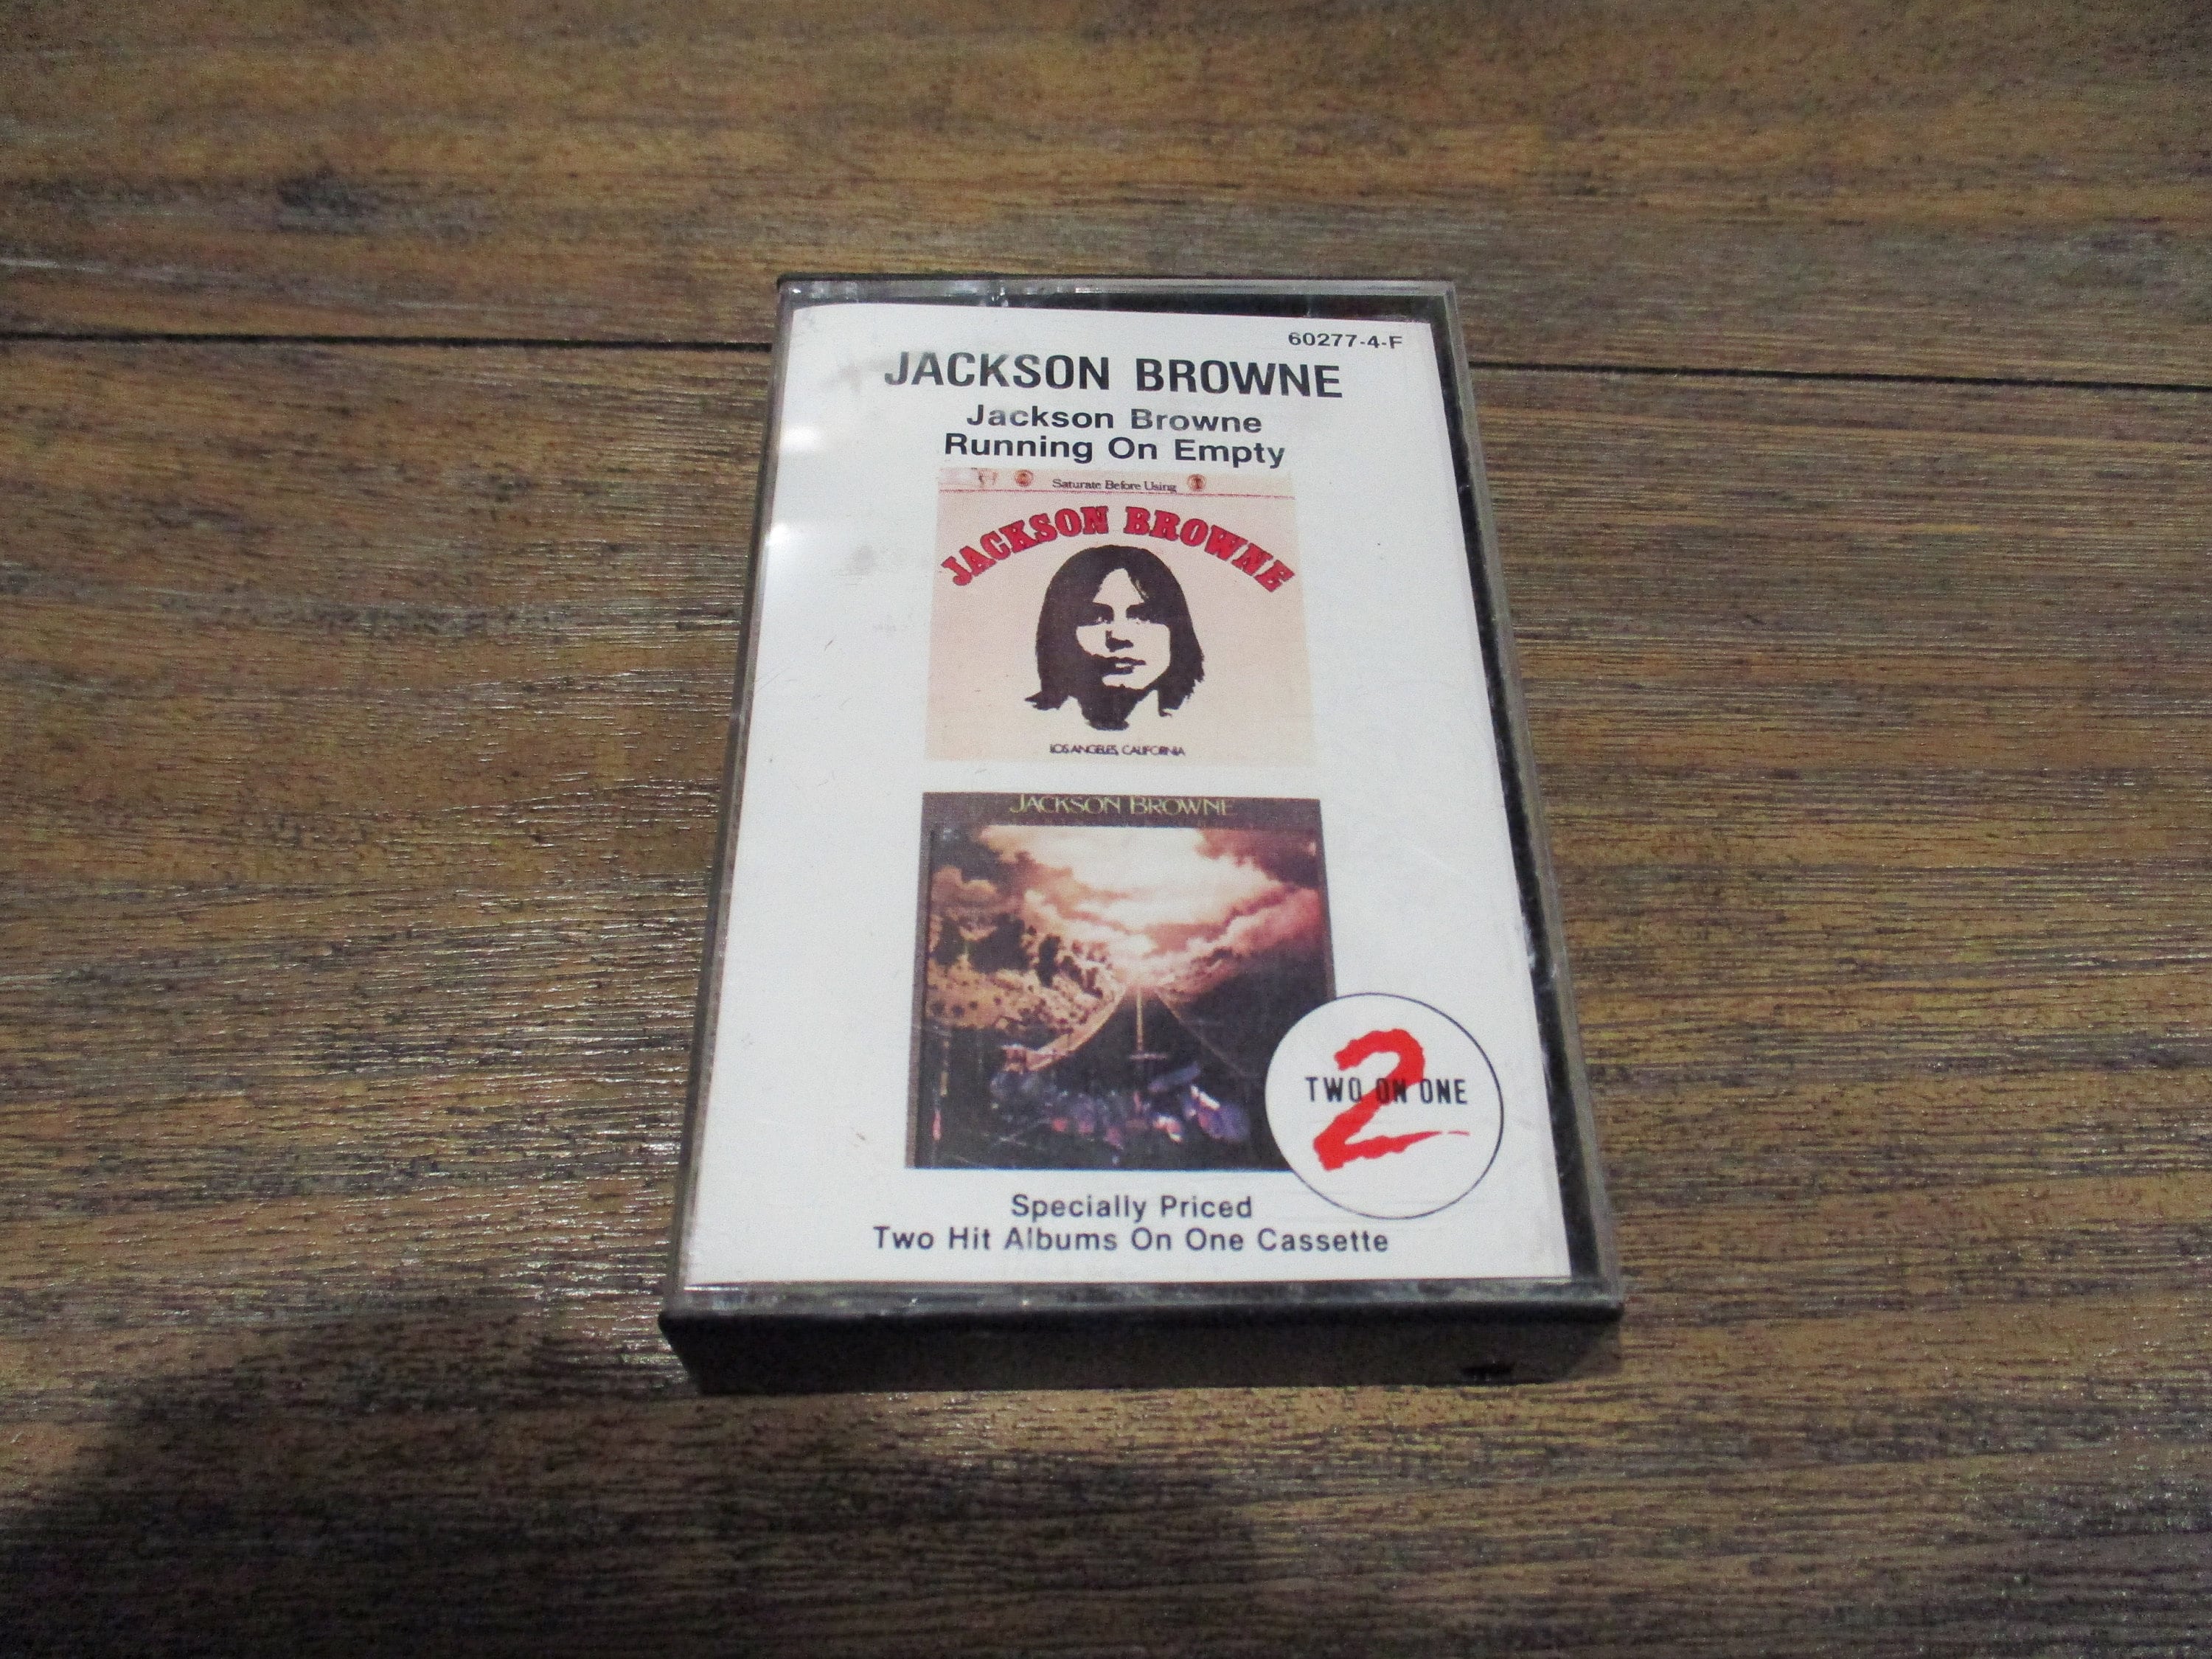 60277-4-F
JACKSON BROWNE
Jackson Browne
Running On Empty
Saturate Before Using
JACKSON BROWNE
LOS ANGELES, CALIFORNIA
JACKSON BROWNE
2
TWO ON ONE
Specially Priced
Two Hit Albums On One Cassette